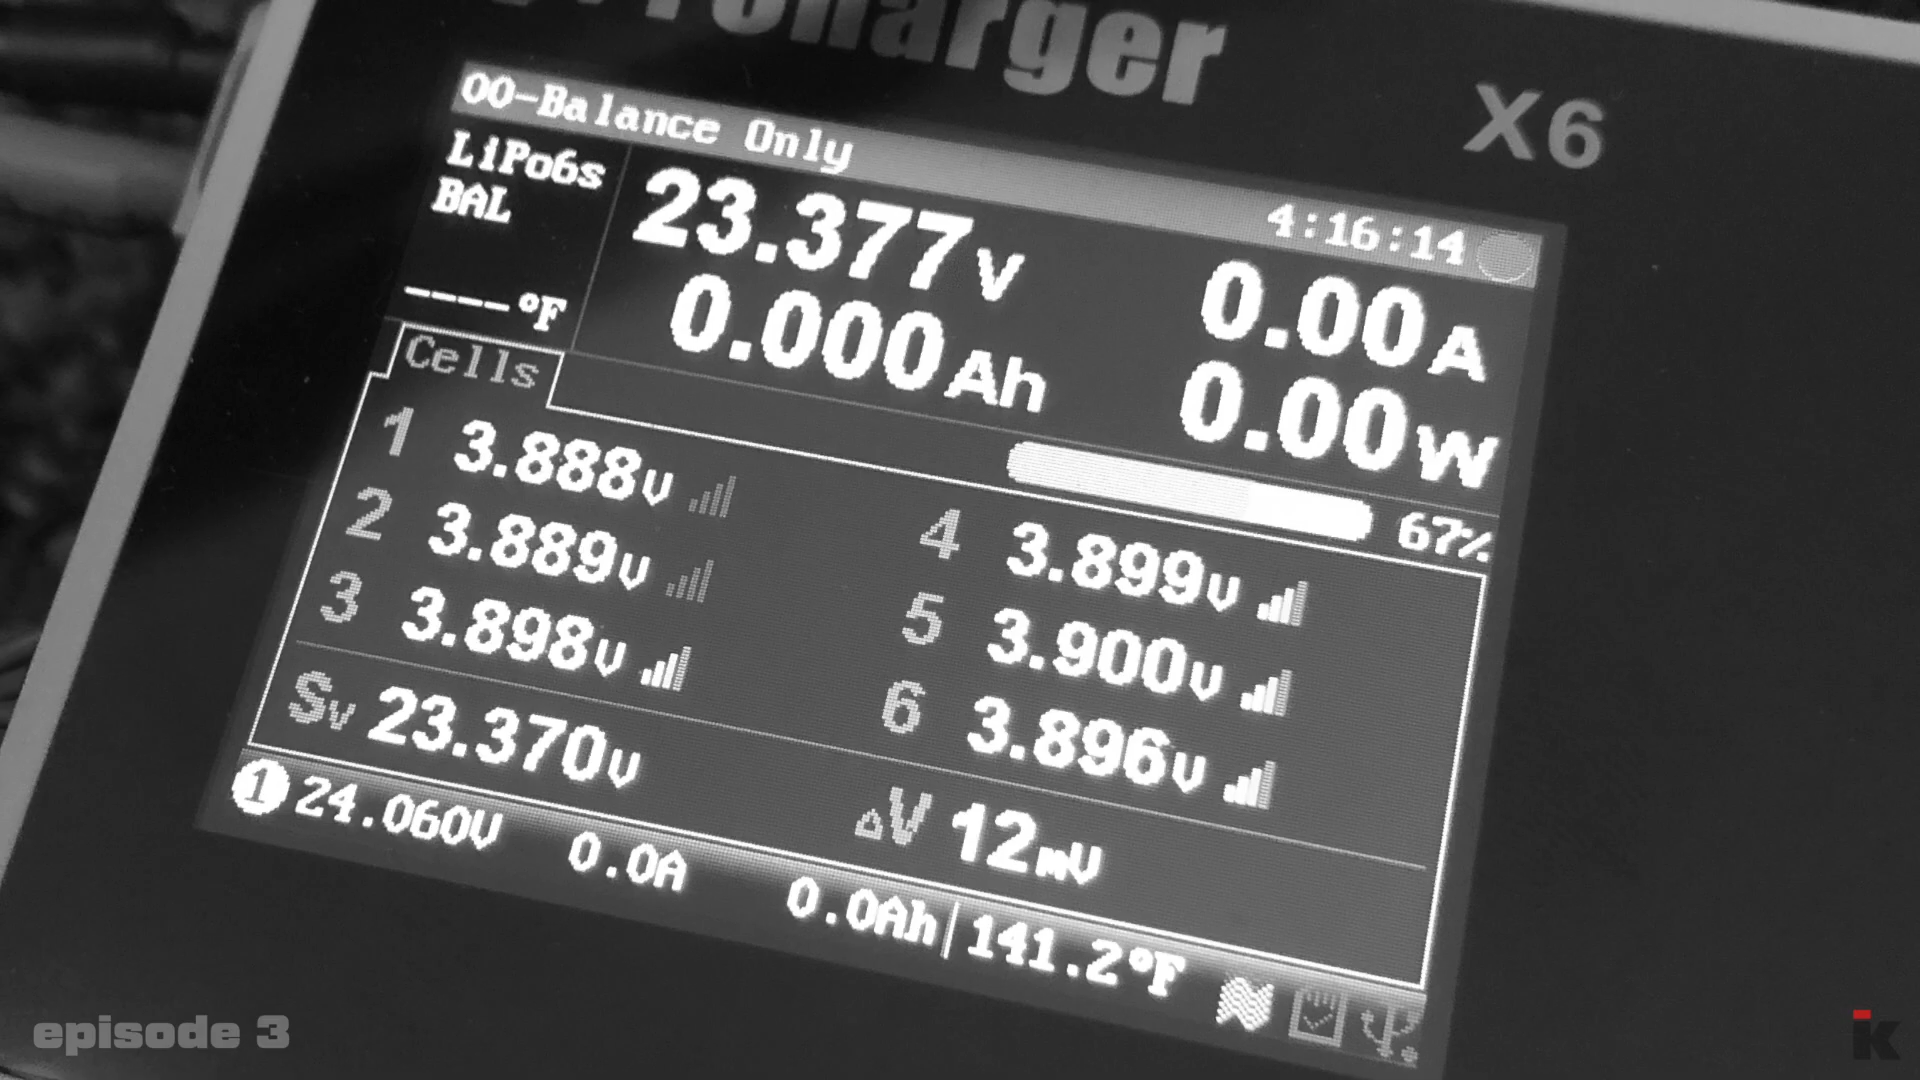 Charger
X6
00-Balance Only
4:16:14
LiPo6s
BAL
----°F
23.377V
0.00A
0.000Ah
0.00W
67%
Cells
1 3.888V
2 3.889V
3 3.898V
4 3.899V
5 3.900V
6 3.896V
Sv 23.370V
ΔV 12mV
1 24.060V 0.0A 0.0Ah|141.2°F
episode 3
iK